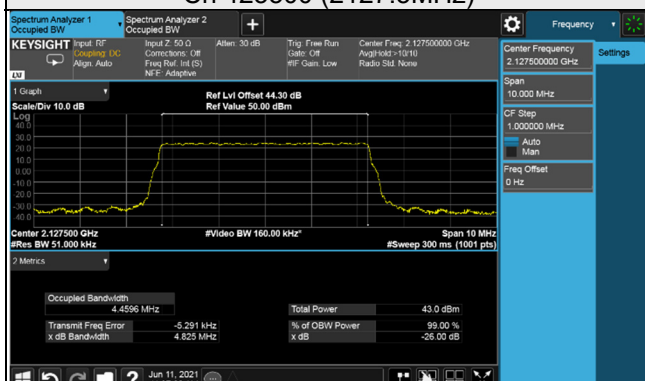 Spectrum Analyzer 1
Occupied BW
Spectrum Analyzer 2
Occupied BW
+
Frequency
KEYSIGHT
Input: RF
Coupling: DC
Align: Auto
Input Z: 50 Ω
Corrections: Off
Freq Ref: Int (S)
NFE: Adaptive
Atten: 30 dB
Trig: Free Run
Gate: Off
#IF Gain: Low
Center Freq: 2.127500000 GHz
Avg|Hold:>10/10
Radio Std: None
LXI
Center Frequency
2.127500000 GHz
Settings
Span
10.000 MHz
CF Step
1.000000 MHz
Auto
Man
Freq Offset
0 Hz
1 Graph
Scale/Div 10.0 dB
Ref Lvl Offset 44.30 dB
Ref Value 50.00 dBm
Log
40.0
30.0
20.0
10.0
0.00
-10.0
-20.0
-30.0
-40.0
Center 2.127500 GHz
#Res BW 51.000 kHz
#Video BW 160.00 kHz*
Span 10 MHz
#Sweep 300 ms (1001 pts)
2 Metrics
Occupied Bandwidth
4.4596 MHz
Total Power 43.0 dBm
Transmit Freq Error -5.291 kHz
% of OBW Power 99.00 %
x dB Bandwidth 4.825 MHz
x dB -26.00 dB
?
Jun 11, 2021